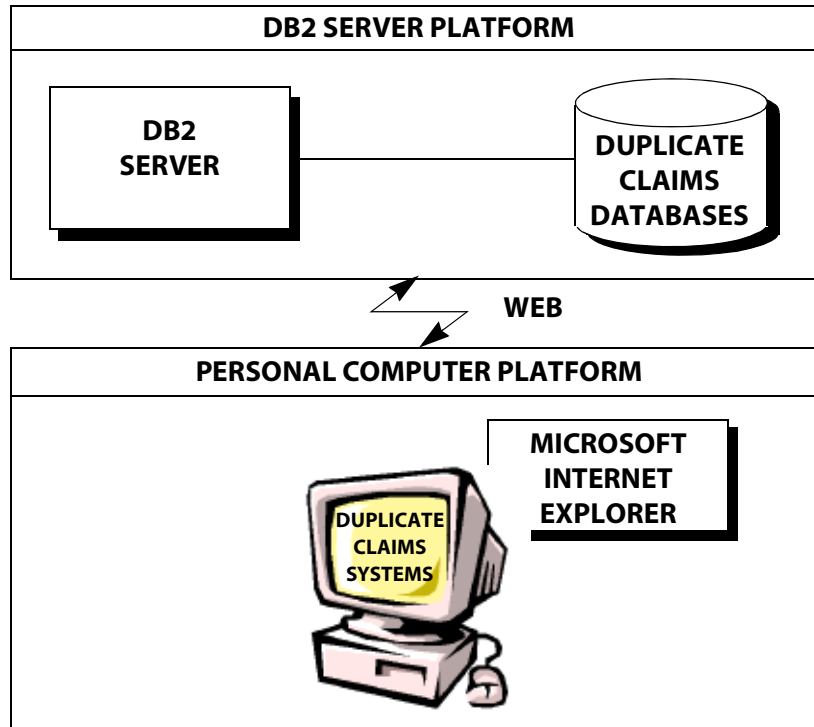 DB2 SERVER PLATFORM
DB2
SERVER
DUPLICATE
CLAIMS
DATABASES
WEB
PERSONAL COMPUTER PLATFORM
MICROSOFT
INTERNET
EXPLORER
DUPLICATE
CLAIMS
SYSTEMS